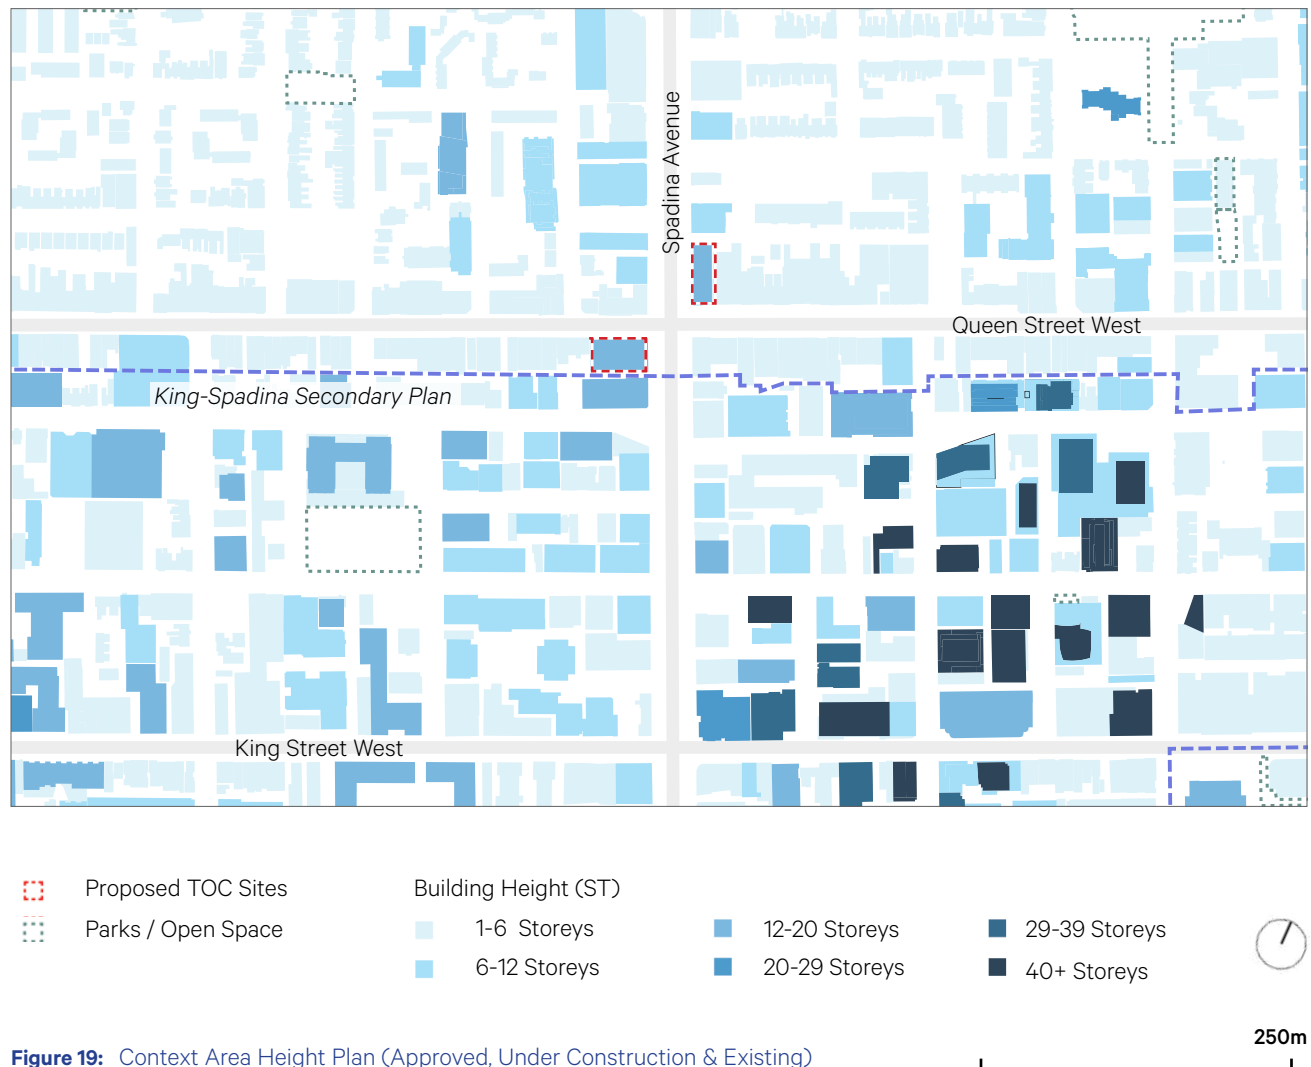 Spadina Avenue
Queen Street West
King-Spadina Secondary Plan
King Street West
Proposed TOC Sites
Parks / Open Space
Building Height (ST)
1-6 Storeys
6-12 Storeys
12-20 Storeys
20-29 Storeys
29-39 Storeys
40+ Storeys
250m
Figure 19: Context Area Height Plan (Approved, Under Construction & Existing)